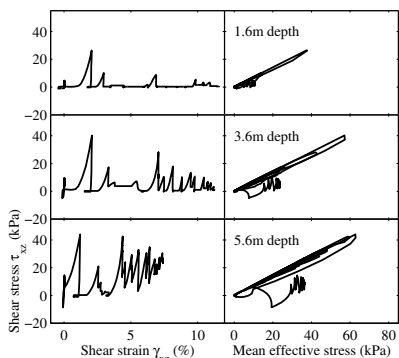 40
20
0
−20
1.6m depth
40
20
0
−20
3.6m depth
40
20
0
−20
5.6m depth
0 5 10
0 20 40 60 80
Shear stress τxz (kPa)
Shear strain γxz (%)
Mean effective stress (kPa)